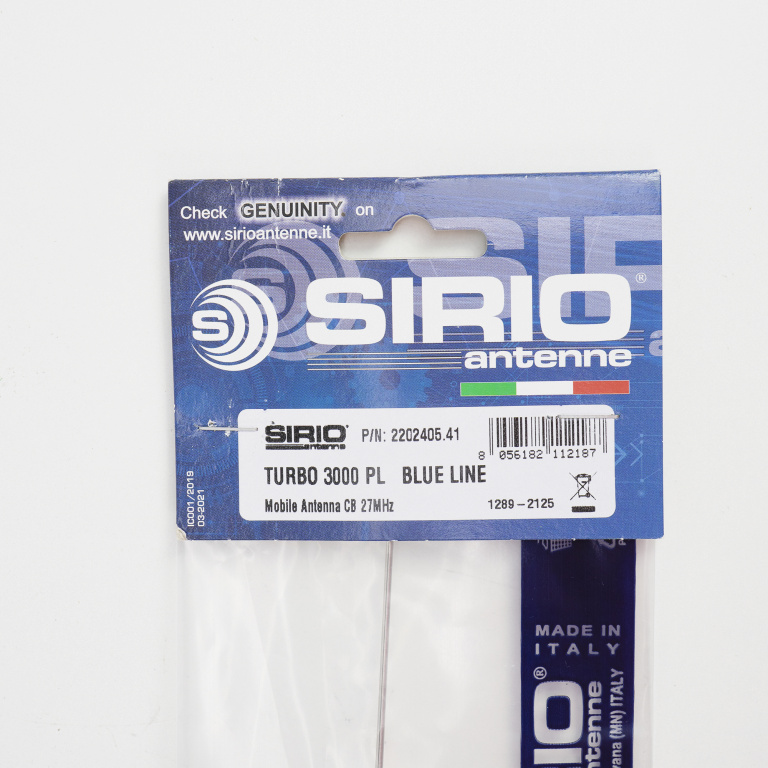 Check GENUINITY on
www.sirioantenne.it
S SIRIO®
antenne
SIRIO® P/N: 2202405.41
antenne
8 056182 112187
TURBO 3000 PL BLUE LINE
Mobile Antenna CB 27MHz 1289-2125
IC001/2019
03-2021
MADE IN
ITALY
®
antenne
(MN) ITALY